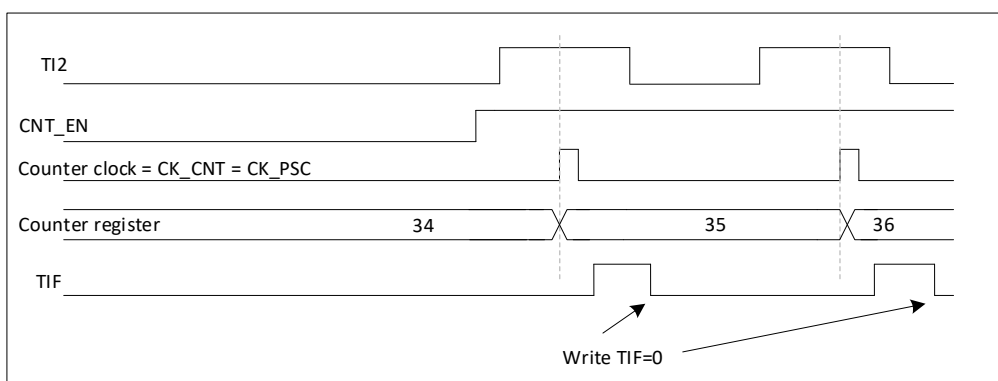 TI2
CNT_EN
Counter clock = CK_CNT = CK_PSC
Counter register 34 35 36
TIF
Write TIF=0